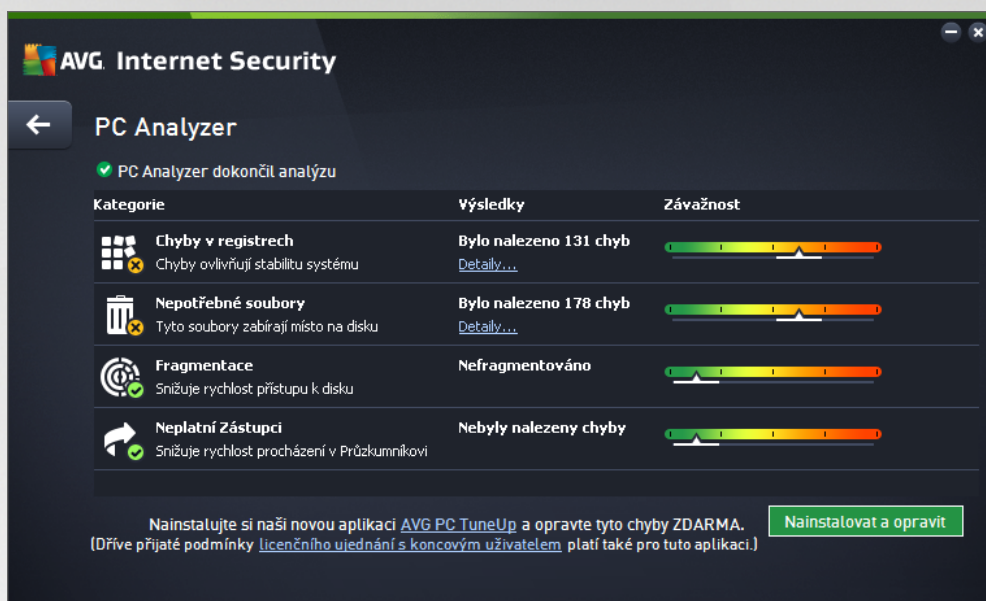 AVG. Internet Security
PC Analyzer
PC Analyzer dokončil analýzu
Kategorie Výsledky Závažnost
Chyby v registrech Bylo nalezeno 131 chyb
Chyby ovlivňují stabilitu systému Detaily...
Nepotřebné soubory Bylo nalezeno 178 chyb
Tyto soubory zabírají místo na disku Detaily...
Fragmentace Nefragmentováno
Snižuje rychlost přístupu k disku
Neplatní Zástupci Nebyly nalezeny chyby
Snižuje rychlost procházení v Průzkumníkovi
Nainstalujte si naši novou aplikaci AVG PC TuneUp a opravte tyto chyby ZDARMA. Nainstalovat a opravit
(Dříve přijaté podmínky licenčního ujednání s koncovým uživatelem platí také pro tuto aplikaci.)